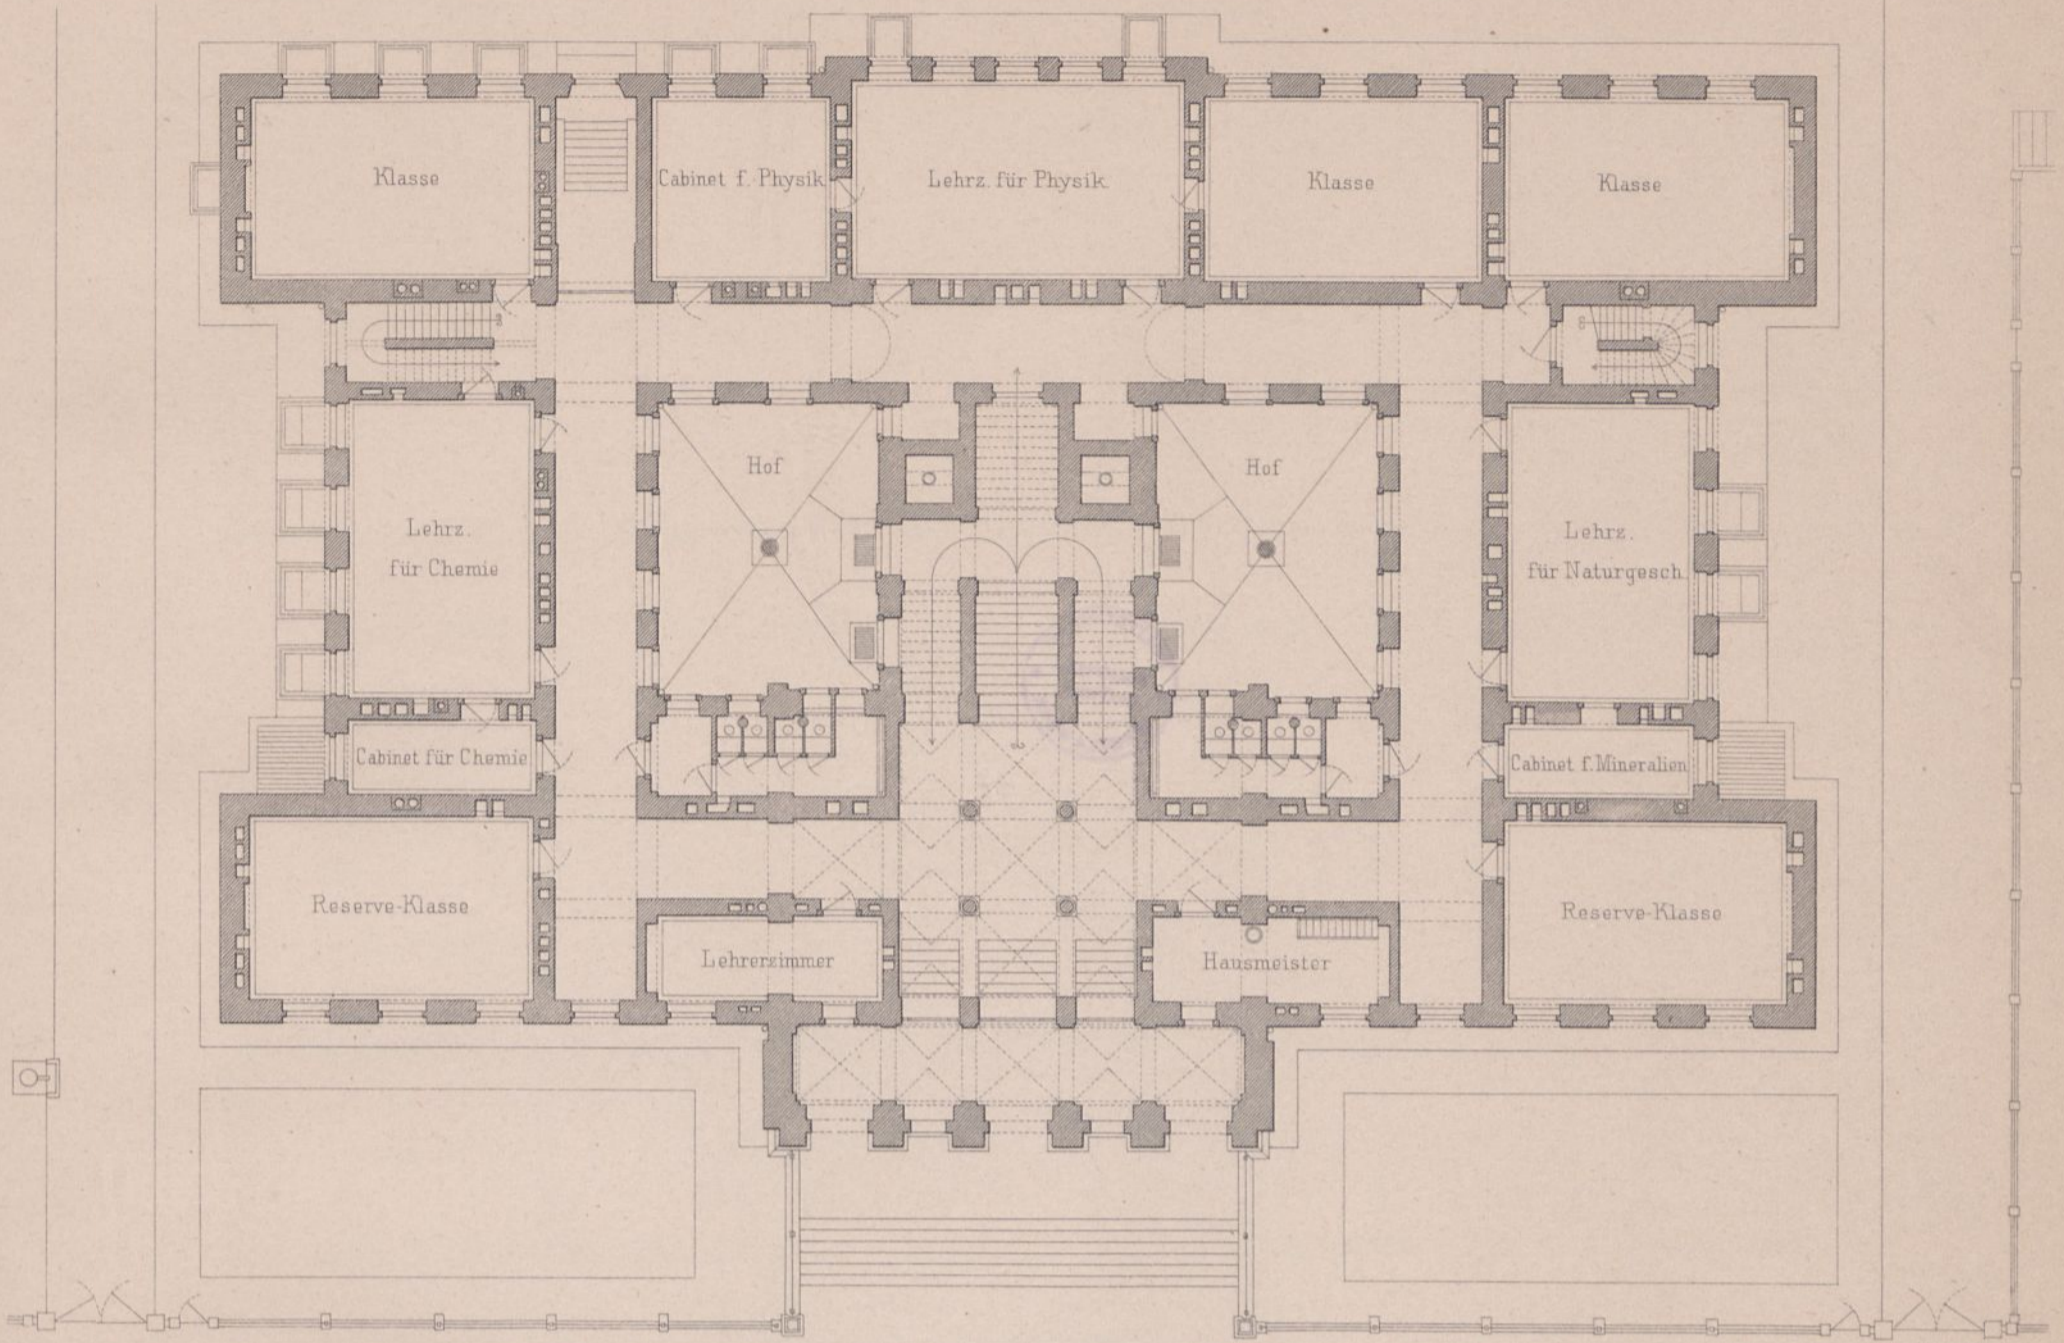 Klasse
Cabinet f. Physik
Lehrz. für Physik.
Klasse
Klasse
Hof
Hof
Lehrz.
für Chemie
Lehrz.
für Naturgesch.
Cabinet für Chemie
Cabinet f. Mineralien
Reserve-Klasse
Lehrerzimmer
Hausmeister
Reserve-Klasse